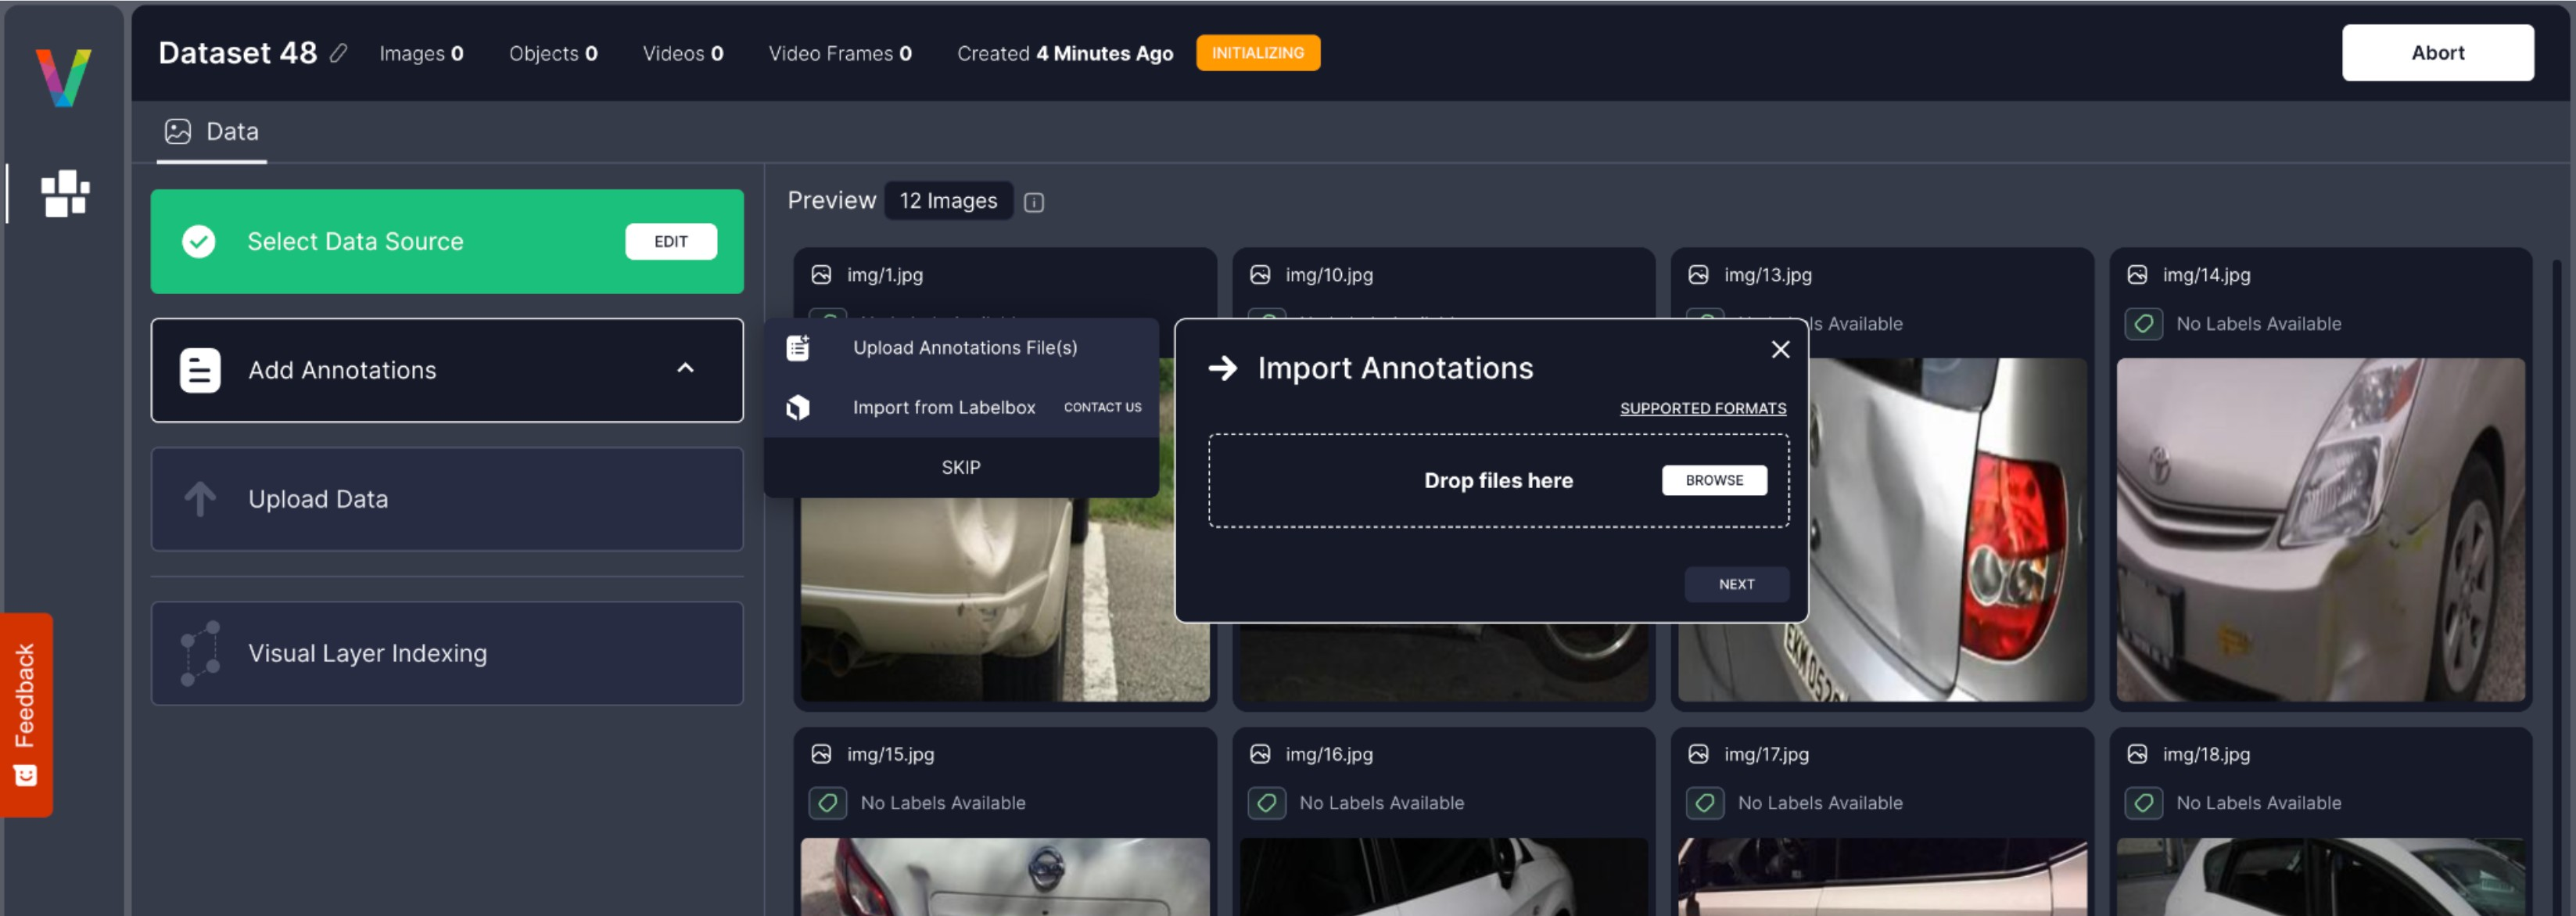 Dataset 48 Images 0 Objects 0 Videos 0 Video Frames 0 Created 4 Minutes Ago INITIALIZING Abort
Data
Select Data Source EDIT
Add Annotations
Upload Data
Visual Layer Indexing
Feedback
Preview 12 Images
img/1.jpg
img/10.jpg
img/13.jpg
ls Available
img/14.jpg
No Labels Available
Upload Annotations File(s)
Import from Labelbox CONTACT US
SKIP
Import Annotations
SUPPORTED FORMATS
Drop files here BROWSE
NEXT
img/15.jpg
No Labels Available
img/16.jpg
No Labels Available
img/17.jpg
No Labels Available
img/18.jpg
No Labels Available